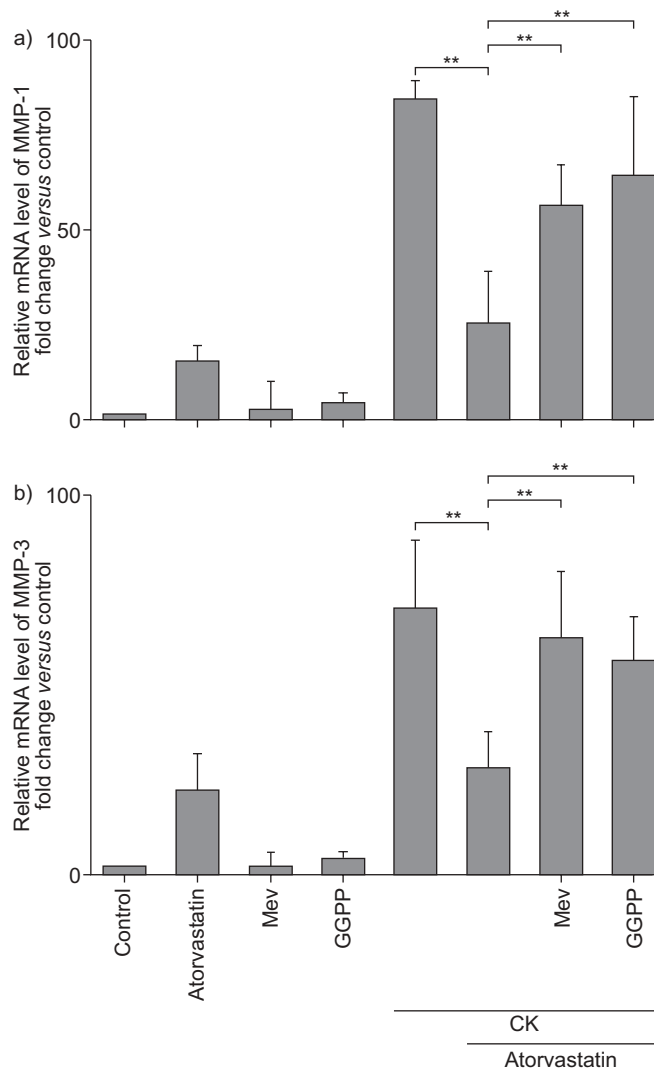 a)
Relative mRNA level of MMP-1
fold change versus control
100
50
0
**
**
**
b)
Relative mRNA level of MMP-3
fold change versus control
100
0
**
**
**
Control
Atorvastatin
Mev
GGPP
Mev
GGPP
CK
Atorvastatin